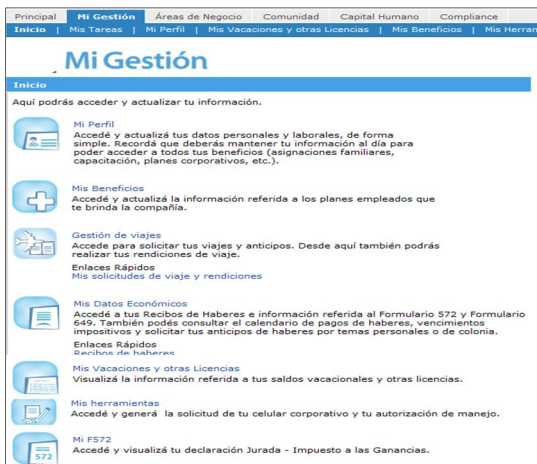 Principal Mi Gestión Áreas de Negocio Comunidad Capital Humano Compliance
Inicio | Mis Tareas | Mi Perfil | Mis Vacaciones y otras Licencias | Mis Beneficios | Mis Herran
Mi Gestión
Inicio
Aquí podrás acceder y actualizar tu información.
Mi Perfil
Accedé y actualizá tus datos personales y laborales, de forma
simple. Recordá que deberás mantener tu información al día para
poder acceder a todos tus beneficios (asignaciones familiares,
capacitación, planes corporativos, etc.).
Mis Beneficios
Accedé y actualizá la información referida a los planes empleados que
te brinda la compañía.
Gestión de viajes
Accede para solicitar tus viajes y anticipos. Desde aquí también podrás
realizar tus rendiciones de viaje.
Enlaces Rápidos
Mis solicitudes de viaje y rendiciones
Mis Datos Económicos
Accedé a tus Recibos de Haberes e información referida al Formulario 572 y Formulario
649. También podés consultar el calendario de pagos de haberes, vencimientos
impositivos y solicitar tus anticipos de haberes por temas personales o de colonia.
Enlaces Rápidos
Recibos de haberes
Mis Vacaciones y otras Licencias
Visualizá la información referida a tus saldos vacacionales y otras licencias.
Mis herramientas
Accedé y generá la solicitud de tu celular corporativo y tu autorización de manejo.
Mi F572
Accedé y visualizá tu declaración Jurada - Impuesto a las Ganancias.
572